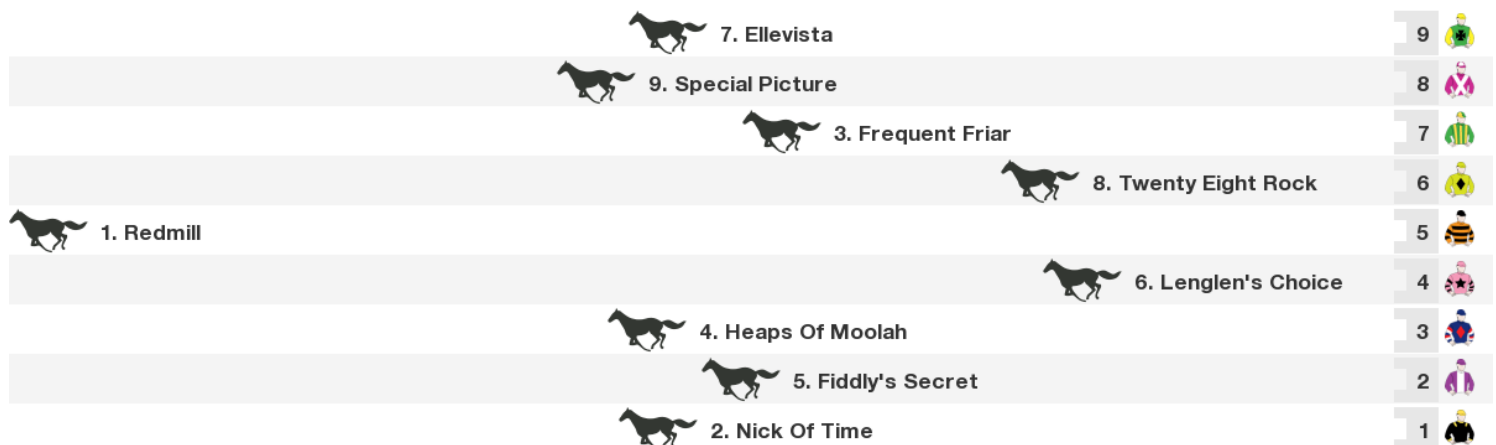 7. Ellevista 9
9. Special Picture 8
3. Frequent Friar 7
8. Twenty Eight Rock 6
1. Redmill 5
6. Lenglen's Choice 4
4. Heaps Of Moolah 3
5. Fiddly's Secret 2
2. Nick Of Time 1